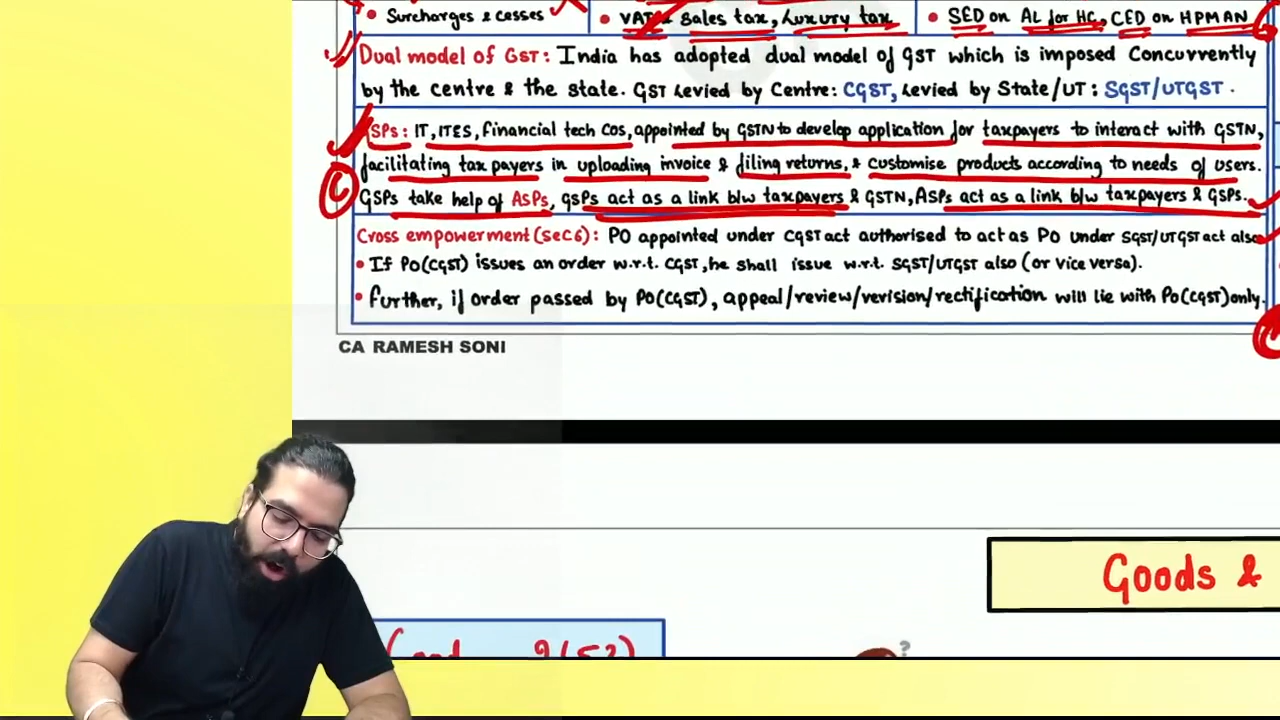 • Surcharges & cesses
• VAT & Sales tax, Luxury tax
• SED on AL for HC, CED on HPMAN
Dual model of GST: India has adopted dual model of GST which is imposed Concurrently
by the centre & the state. GST Levied by Centre: CGST, Levied by State/UT: SGST/UTGST.
SPs: IT, ITES, financial tech cos, appointed by GSTN to develop application for taxpayers to interact with GSTN,
facilitating tax payers in uploading invoice & filing returns, & customise products according to needs of users.
GSPs take help of ASPs, GSPs act as a link b/w taxpayers & GSTN, ASPs act as a link b/w taxpayers & GSPs.
Cross empowerment (sec 6): PO appointed under CGST act authorised to act as PO under SGST/UTGST act also
• If PO(CGST) issues an order w.r.t. CGST, he shall issue w.r.t. SGST/UTGST also (or vice versa).
• further, if order passed by PO(CGST), appeal/review/verision/rectification will lie with PO(CGST) only.
CA RAMESH SONI
Goods &
?